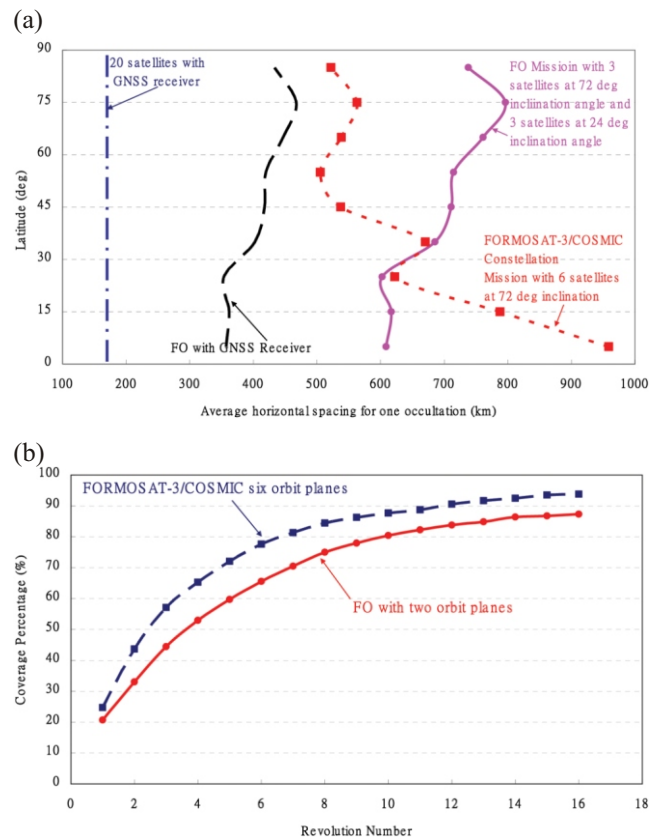 (a)
90
75
60
45
30
15
0
Latitude (deg)
20 satellites with
GNSS receiver
FO Missioin with 3
satellites at 72 deg
incliination angle and
3 satellites at 24 deg
inclination angle
FORMOSAT-3/COSMIC
Constellation
Mission with 6 satellites
at 72 deg inclination
FO with GNSS Receiver
100 200 300 400 500 600 700 800 900 1000
Average horizontal spacing for one occultation (km)
(b)
100
90
80
70
60
50
40
30
20
10
0
Coverage Percentage (%)
FORMOSAT-3/COSMIC six orbit planes
FO with two orbit planes
0 2 4 6 8 10 12 14 16 18
Revolution Number